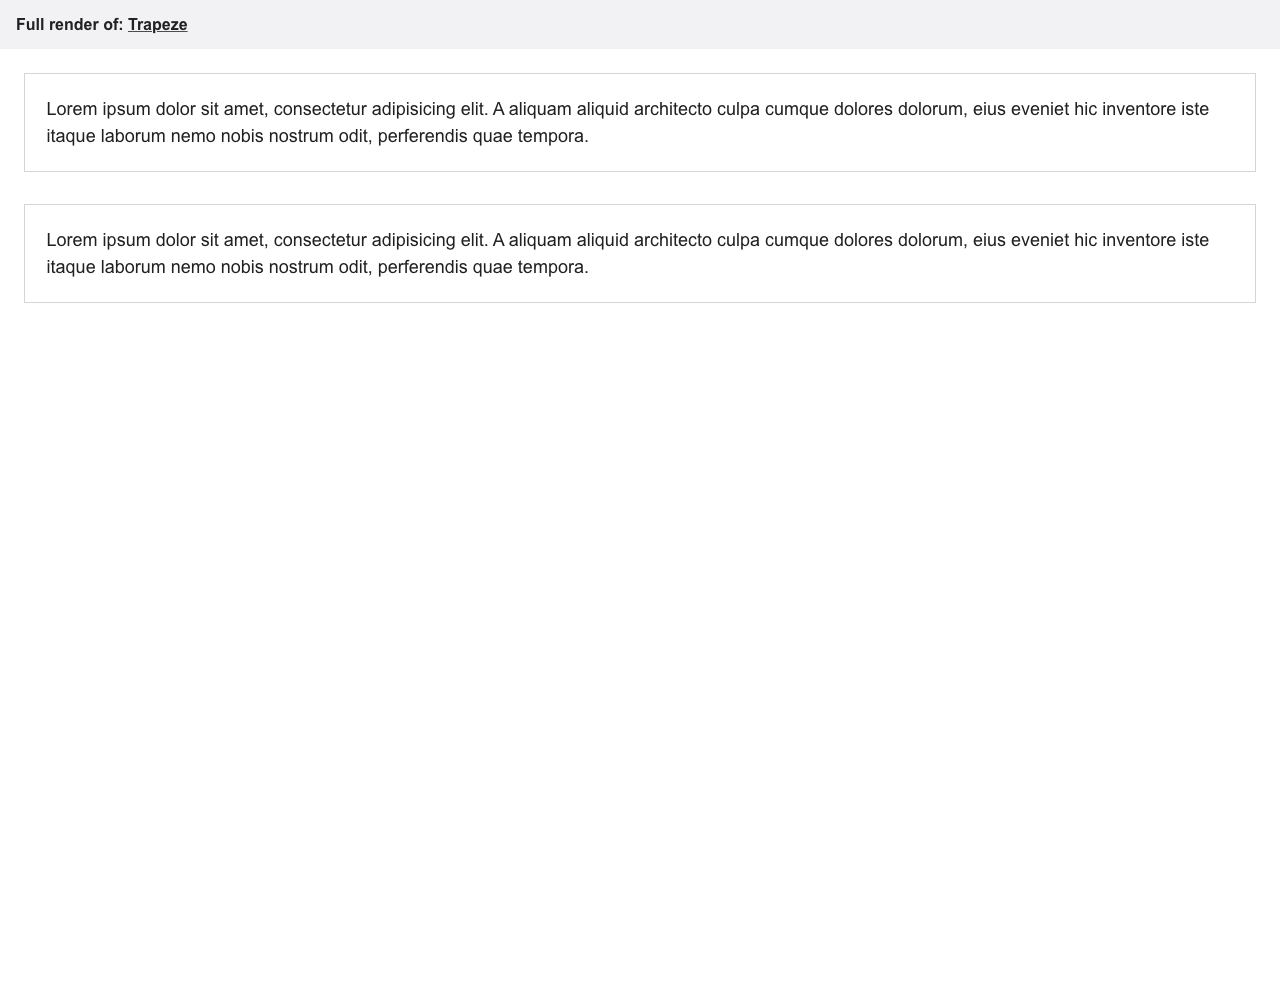 Full render of: Trapeze
Lorem ipsum dolor sit amet, consectetur adipisicing elit. A aliquam aliquid architecto culpa cumque dolores dolorum, eius eveniet hic inventore iste
itaque laborum nemo nobis nostrum odit, perferendis quae tempora.
Lorem ipsum dolor sit amet, consectetur adipisicing elit. A aliquam aliquid architecto culpa cumque dolores dolorum, eius eveniet hic inventore iste
itaque laborum nemo nobis nostrum odit, perferendis quae tempora.